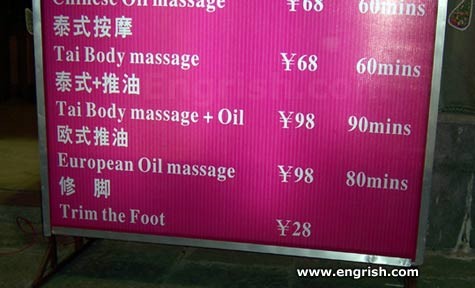 Chinese Oil massage ￥68 60mins
泰式按摩
Tai Body massage ￥68 60mins
泰式+推油
Tai Body massage + Oil ￥98 90mins
欧式推油
European Oil massage ￥98 80mins
修 脚
Trim the Foot ￥28
www.engrish.com